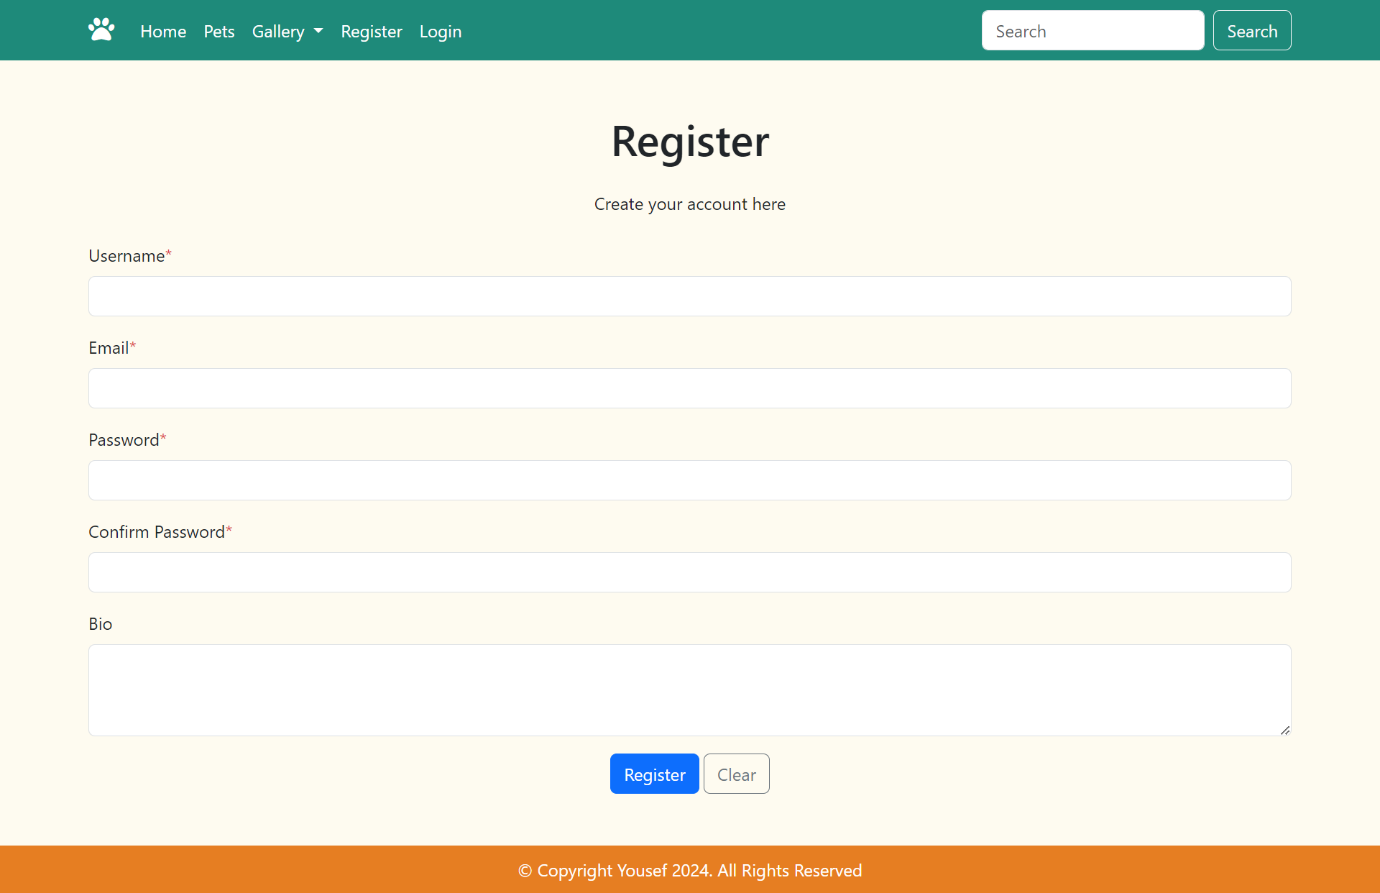 Home Pets Gallery Register Login Search Search
Register
Create your account here
Username*
Email*
Password*
Confirm Password*
Bio
Register Clear
© Copyright Yousef 2024. All Rights Reserved